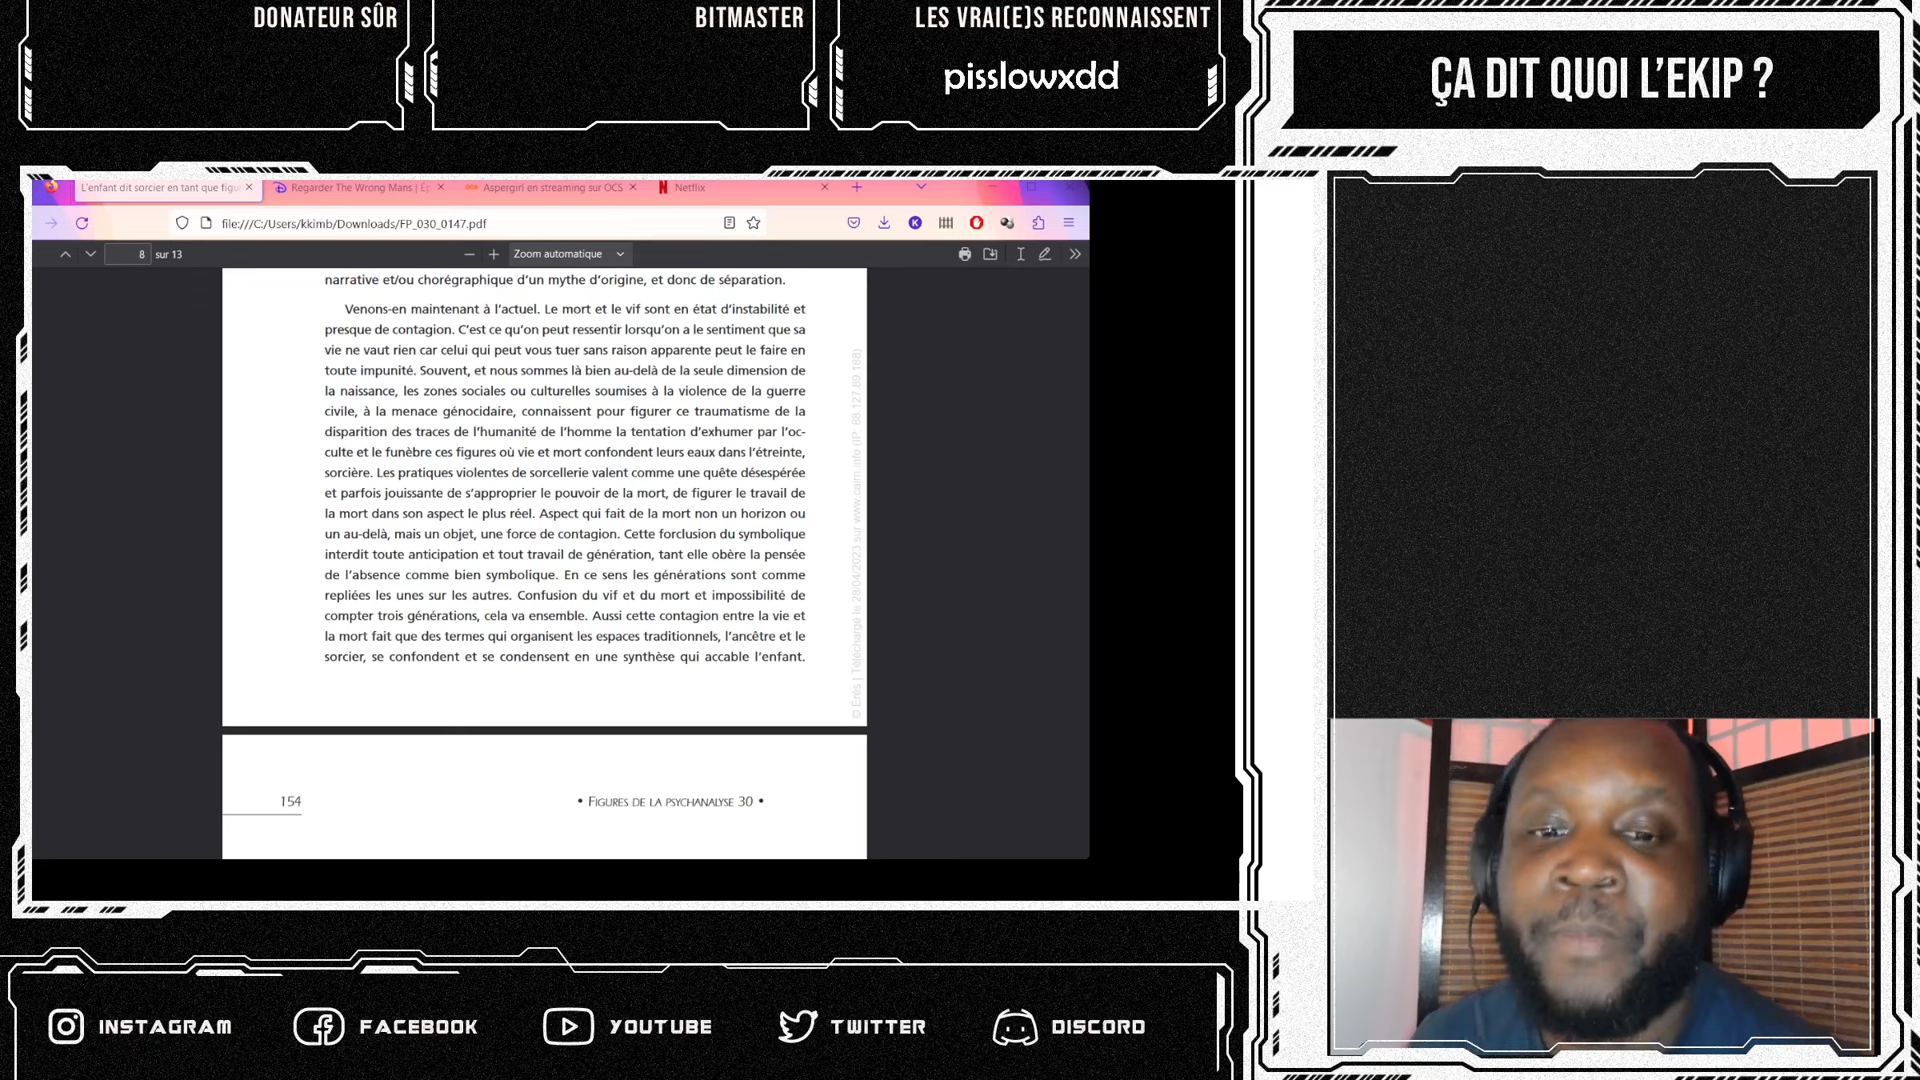 DONATEUR SÛR
BITMASTER
LES VRAI(E)S RECONNAISSENT
pisslowxdd
ÇA DIT QUOI L’EKIP ?
L'enfant dit sorcier en tant que figu
Regarder The Wrong Mans | Ép
Aspergirl en streaming sur OCS
Netflix
file:///C:/Users/kkimb/Downloads/FP_030_0147.pdf
8 sur 13
Zoom automatique
narrative et/ou chorégraphique d’un mythe d’origine, et donc de séparation.
Venons-en maintenant à l’actuel. Le mort et le vif sont en état d’instabilité et
presque de contagion. C’est ce qu’on peut ressentir lorsqu’on a le sentiment que sa
vie ne vaut rien car celui qui peut vous tuer sans raison apparente peut le faire en
toute impunité. Souvent, et nous sommes là bien au-delà de la seule dimension de
la naissance, les zones sociales ou culturelles soumises à la violence de la guerre
civile, à la menace génocidaire, connaissent pour figurer ce traumatisme de la
disparition des traces de l’humanité de l’homme la tentation d’exhumer par l’oc-
culte et le funèbre ces figures où vie et mort confondent leurs eaux dans l’étreinte,
sorcière. Les pratiques violentes de sorcellerie valent comme une quête désespérée
et parfois jouissante de s’approprier le pouvoir de la mort, de figurer le travail de
la mort dans son aspect le plus réel. Aspect qui fait de la mort non un horizon ou
un au-delà, mais un objet, une force de contagion. Cette forclusion du symbolique
interdit toute anticipation et tout travail de génération, tant elle obère la pensée
de l’absence comme bien symbolique. En ce sens les générations sont comme
repliées les unes sur les autres. Confusion du vif et du mort et impossibilité de
compter trois générations, cela va ensemble. Aussi cette contagion entre la vie et
la mort fait que des termes qui organisent les espaces traditionnels, l’ancêtre et le
sorcier, se confondent et se condensent en une synthèse qui accable l’enfant.
© Érès | Téléchargé le 28/04/2023 sur www.cairn.info (IP: 88.127.89.188)
154
• FIGURES DE LA PSYCHANALYSE 30 •
INSTAGRAM
FACEBOOK
YOUTUBE
TWITTER
DISCORD